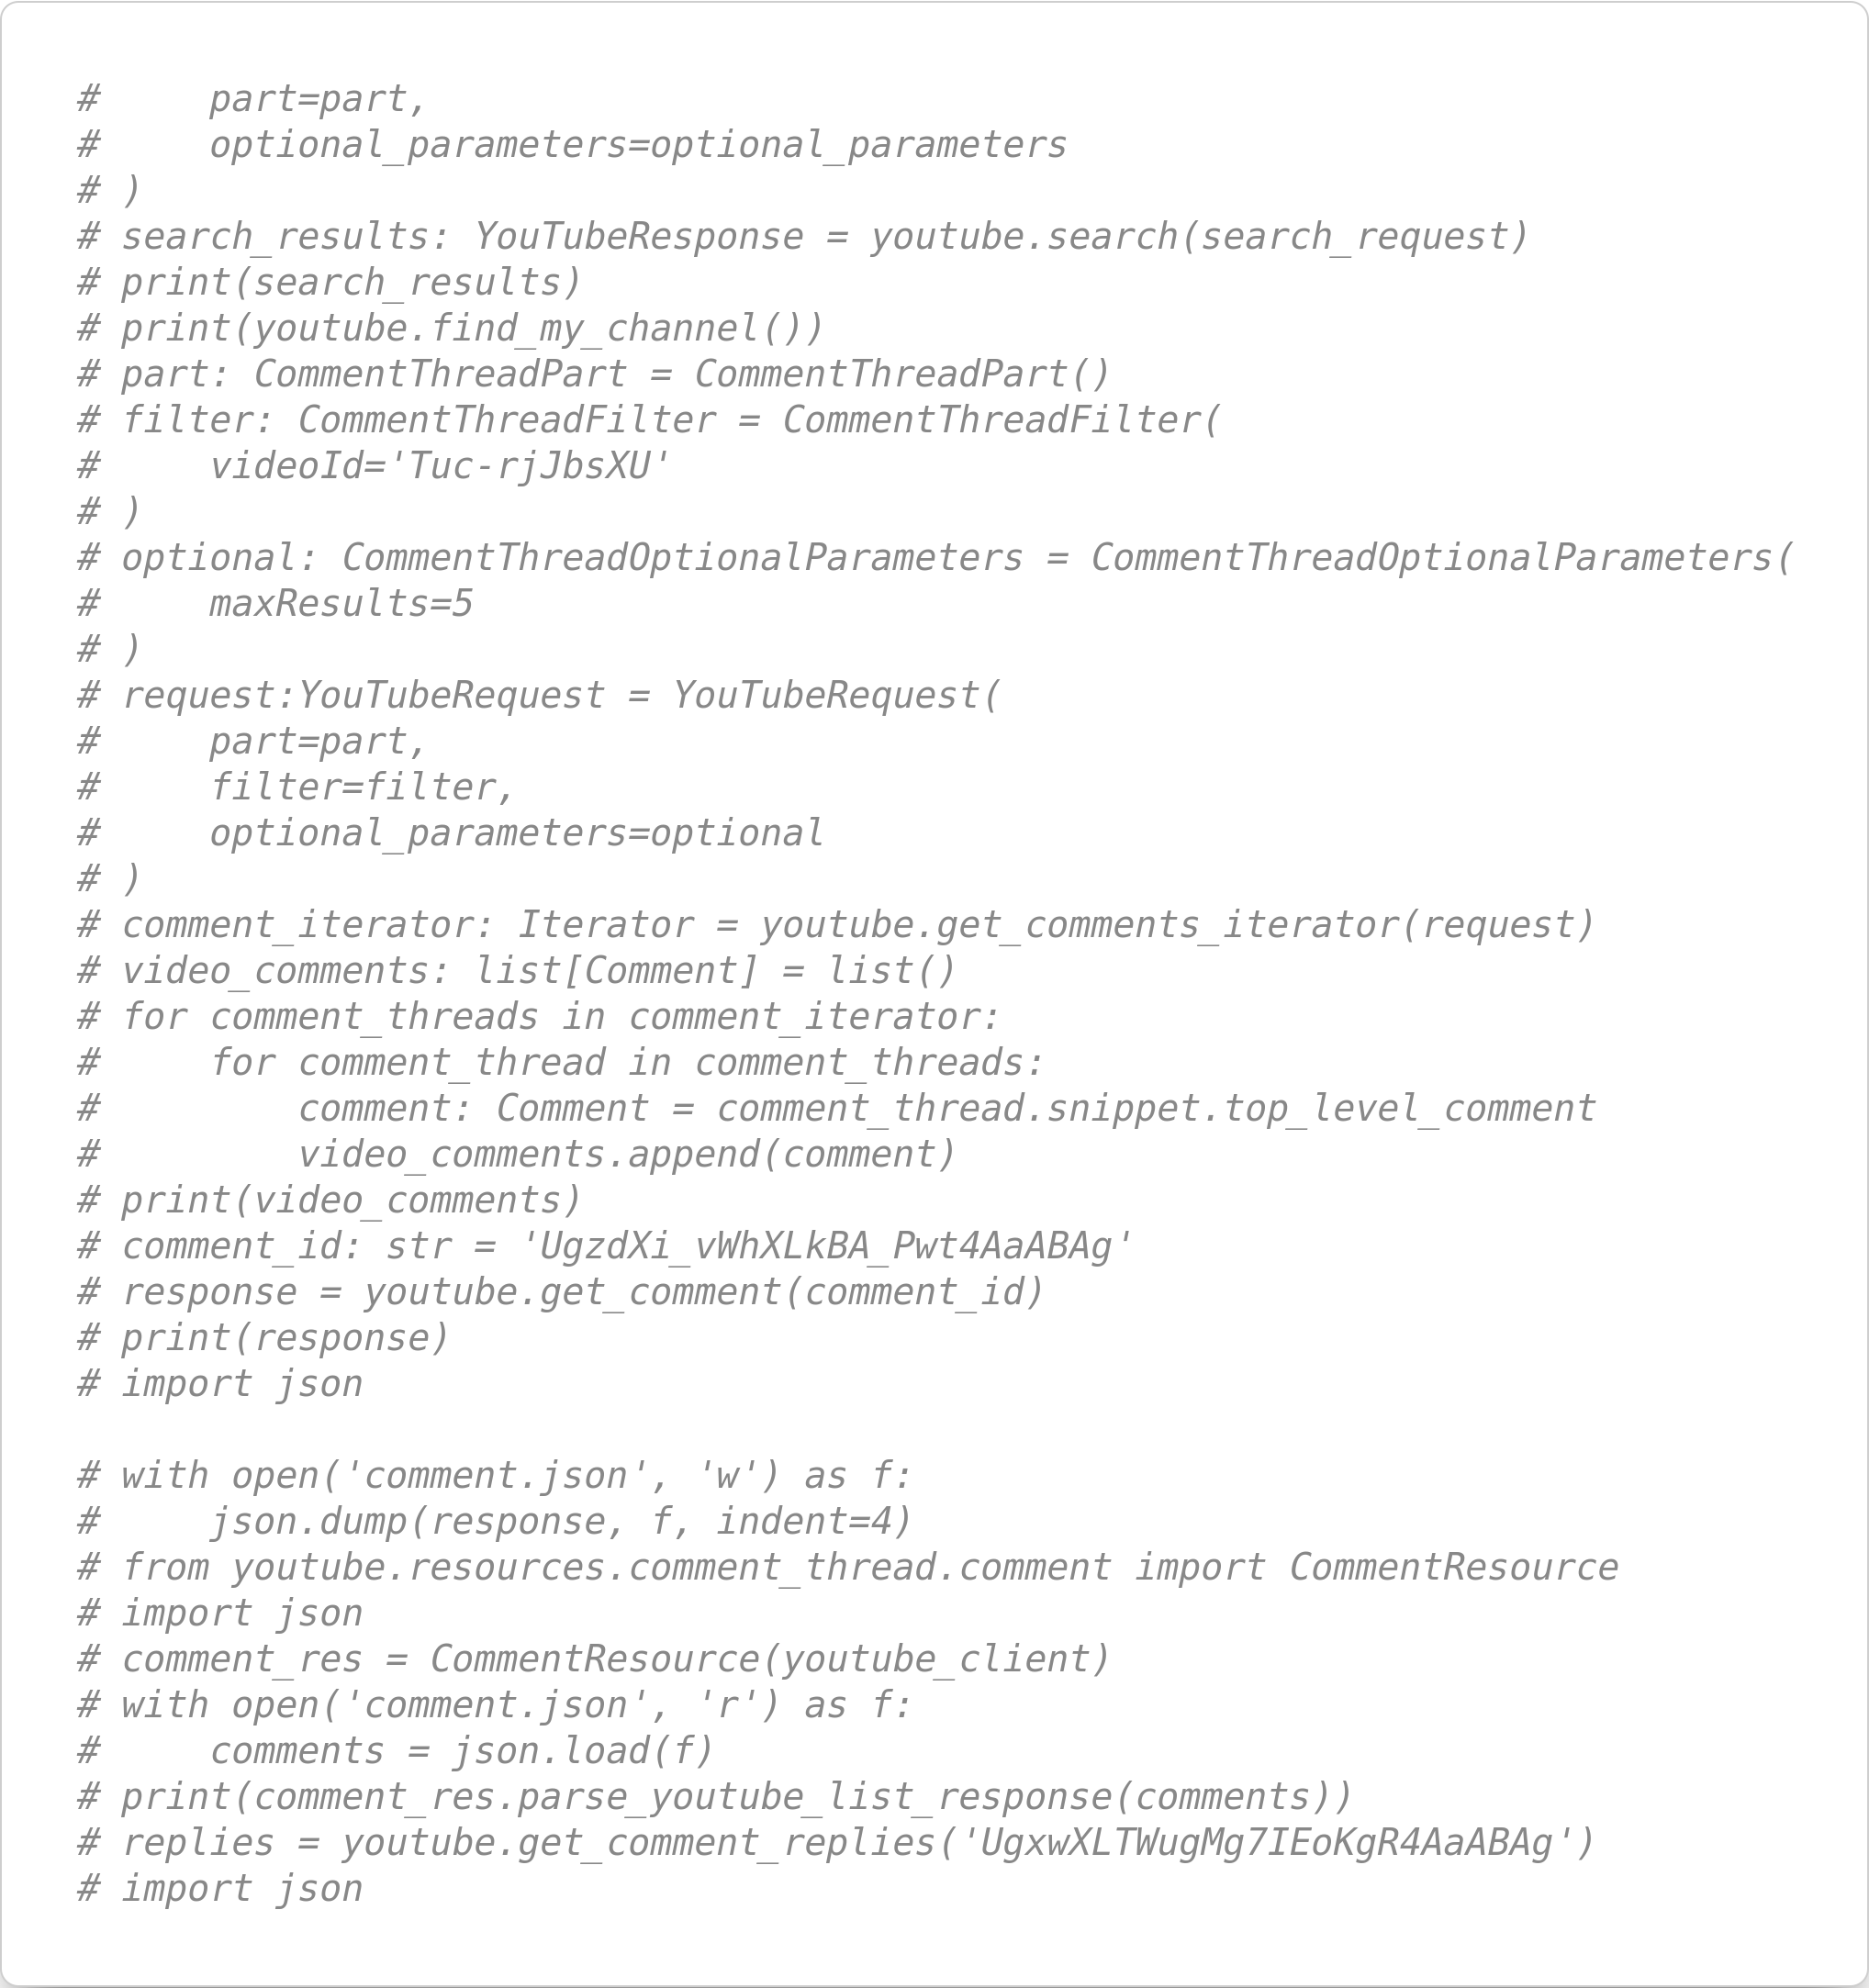 #     part=part,
#     optional_parameters=optional_parameters
# )
# search_results: YouTubeResponse = youtube.search(search_request)
# print(search_results)
# print(youtube.find_my_channel())
# part: CommentThreadPart = CommentThreadPart()
# filter: CommentThreadFilter = CommentThreadFilter(
#     videoId='Tuc-rjJbsXU'
# )
# optional: CommentThreadOptionalParameters = CommentThreadOptionalParameters(
#     maxResults=5
# )
# request:YouTubeRequest = YouTubeRequest(
#     part=part,
#     filter=filter,
#     optional_parameters=optional
# )
# comment_iterator: Iterator = youtube.get_comments_iterator(request)
# video_comments: list[Comment] = list()
# for comment_threads in comment_iterator:
#     for comment_thread in comment_threads:
#         comment: Comment = comment_thread.snippet.top_level_comment
#         video_comments.append(comment)
# print(video_comments)
# comment_id: str = 'UgzdXi_vWhXLkBA_Pwt4AaABAg'
# response = youtube.get_comment(comment_id)
# print(response)
# import json

# with open('comment.json', 'w') as f:
#     json.dump(response, f, indent=4)
# from youtube.resources.comment_thread.comment import CommentResource
# import json
# comment_res = CommentResource(youtube_client)
# with open('comment.json', 'r') as f:
#     comments = json.load(f)
# print(comment_res.parse_youtube_list_response(comments))
# replies = youtube.get_comment_replies('UgxwXLTWugMg7IEoKgR4AaABAg')
# import json